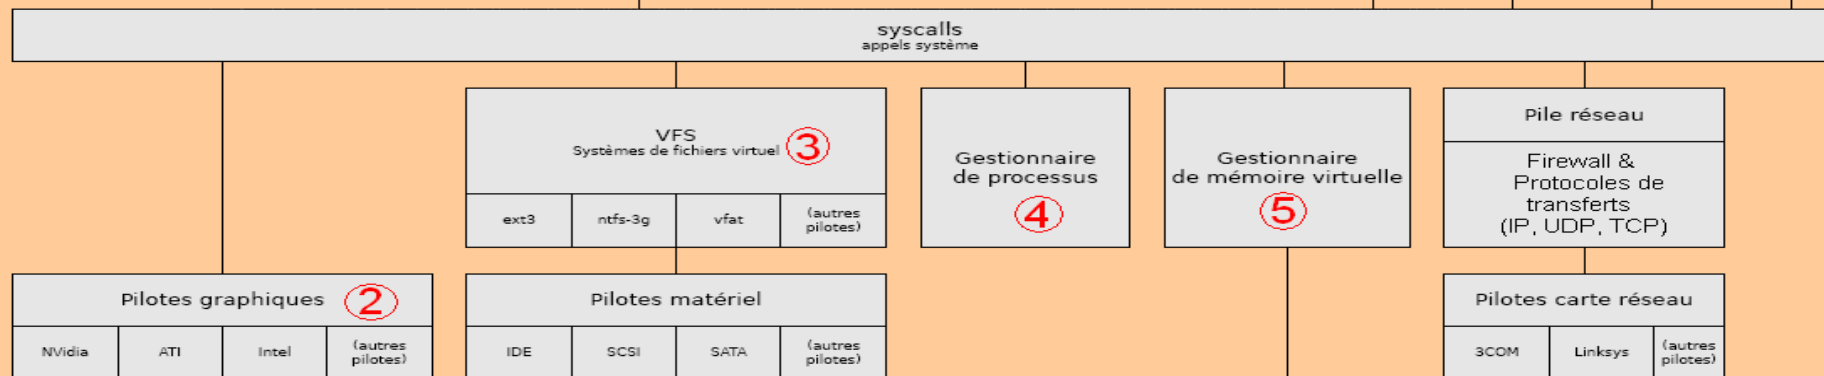 syscalls
appels système
VFS
Systèmes de fichiers virtuel
3
ext3
ntfs-3g
vfat
(autres
pilotes)
Gestionnaire
de processus
4
Gestionnaire
de mémoire virtuelle
5
Pile réseau
Firewall &
Protocoles de
transferts
(IP, UDP, TCP)
Pilotes graphiques
2
NVidia
ATI
Intel
(autres
pilotes)
Pilotes matériel
IDE
SCSI
SATA
(autres
pilotes)
Pilotes carte réseau
3COM
Linksys
(autres
pilotes)